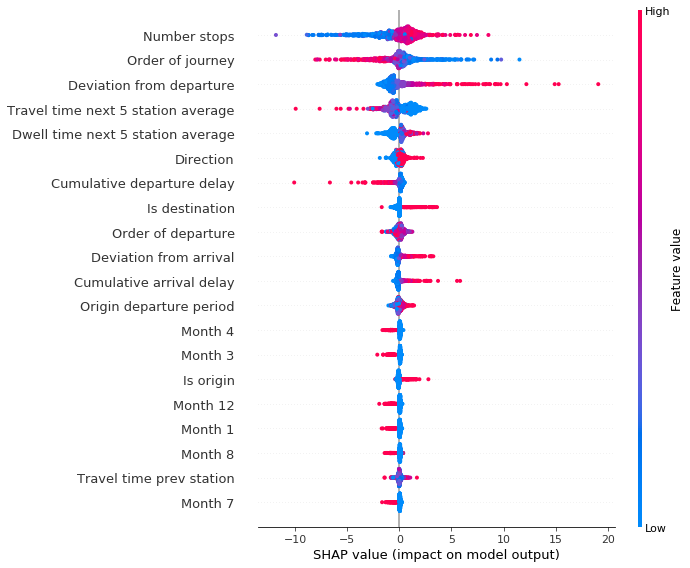 High
Number stops
Order of journey
Deviation from departure
Travel time next 5 station average
Dwell time next 5 station average
Direction
Cumulative departure delay
Is destination
Order of departure
Deviation from arrival
Cumulative arrival delay
Origin departure period
Month 4
Month 3
Is origin
Month 12
Month 1
Month 8
Travel time prev station
Month 7
Feature value
Low
−10 −5 0 5 10 15 20
SHAP value (impact on model output)